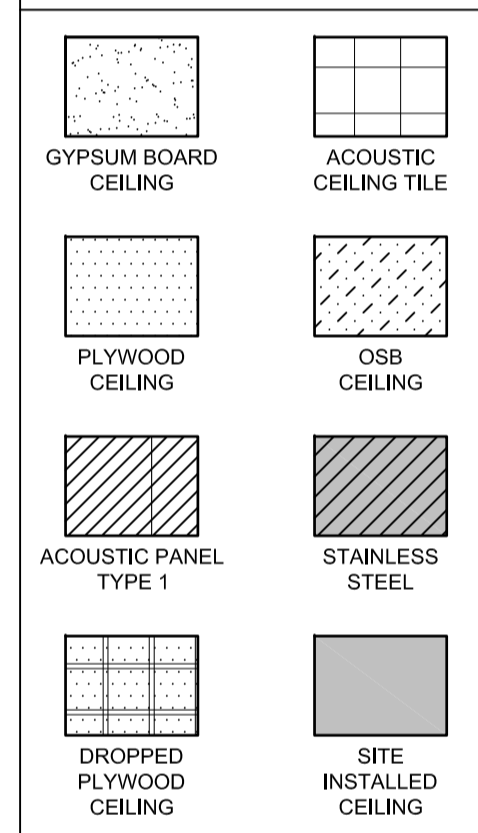 GYPSUM BOARD
CEILING
ACOUSTIC
CEILING TILE
PLYWOOD
CEILING
OSB
CEILING
ACOUSTIC PANEL
TYPE 1
STAINLESS
STEEL
DROPPED
PLYWOOD
CEILING
SITE
INSTALLED
CEILING